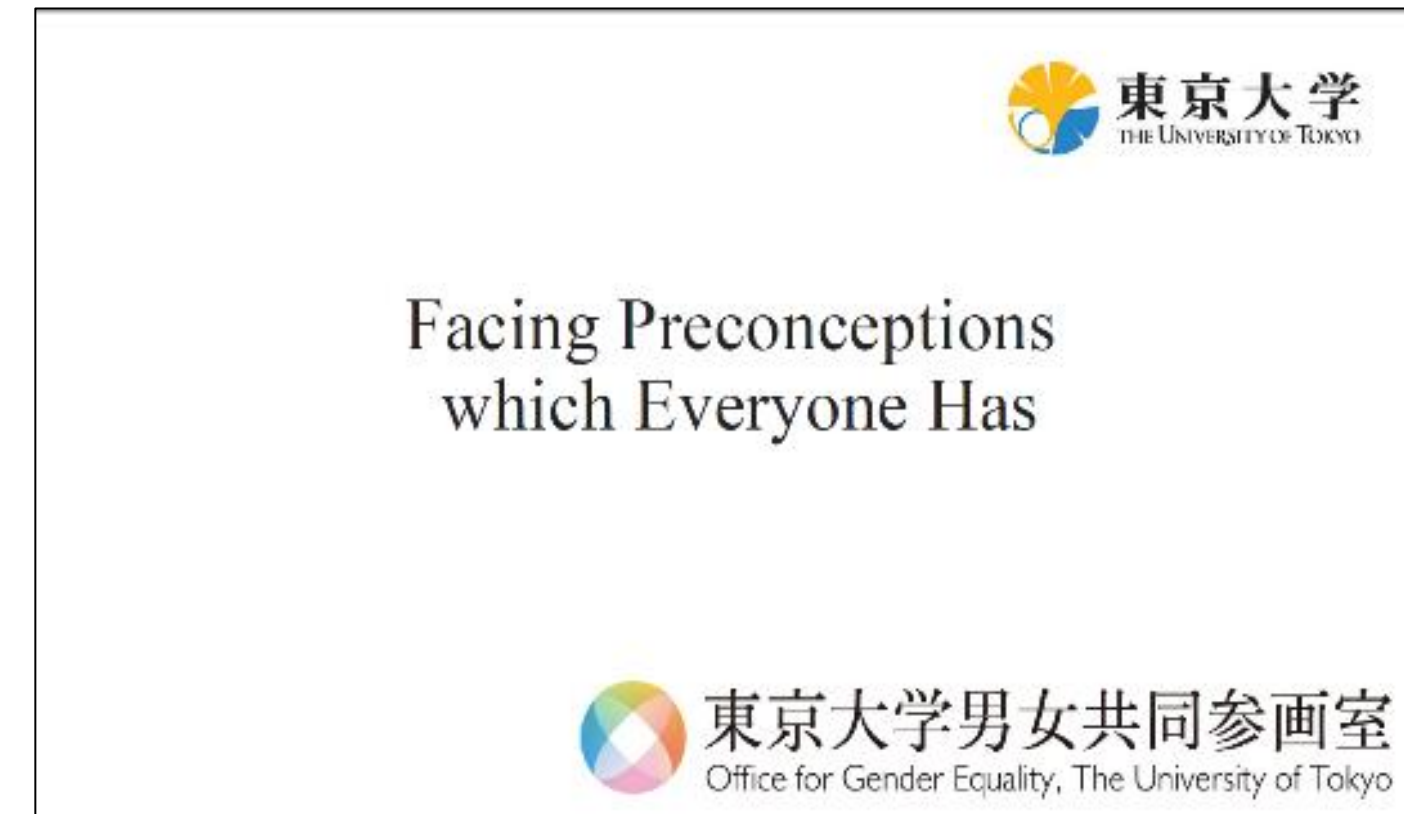 東京大学
THE UNIVERSITY OF TOKYO
Facing Preconceptions
which Everyone Has
東京大学男女共同参画室
Office for Gender Equality, The University of Tokyo